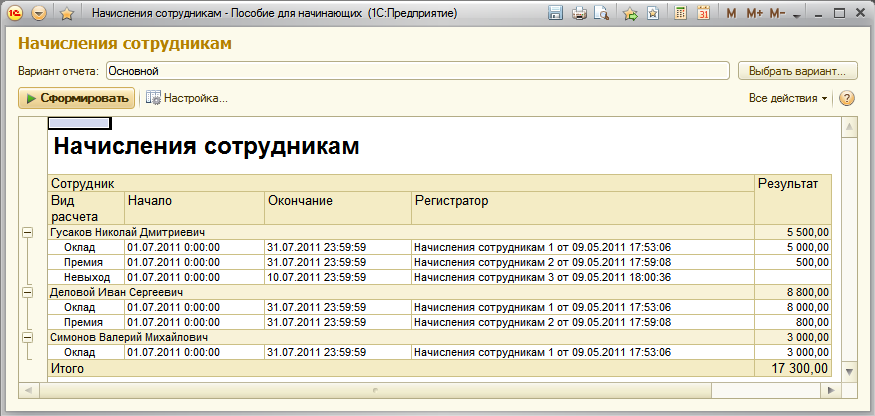 Начисления сотрудникам - Пособие для начинающих (1С:Предприятие)
31
M M+ M-
Начисления сотрудникам
Вариант отчета: Основной Выбрать вариант...
Сформировать Настройка... Все действия ?
Начисления сотрудникам
Сотрудник Результат
Вид расчета Начало Окончание Регистратор
Гусаков Николай Дмитриевич 5 500,00
Оклад 01.07.2011 0:00:00 31.07.2011 23:59:59 Начисления сотрудникам 1 от 09.05.2011 17:53:06 5 000,00
Премия 01.07.2011 0:00:00 31.07.2011 23:59:59 Начисления сотрудникам 2 от 09.05.2011 17:59:08 500,00
Невыход 01.07.2011 0:00:00 10.07.2011 23:59:59 Начисления сотрудникам 3 от 09.05.2011 18:00:36
Деловой Иван Сергеевич 8 800,00
Оклад 01.07.2011 0:00:00 31.07.2011 23:59:59 Начисления сотрудникам 1 от 09.05.2011 17:53:06 8 000,00
Премия 01.07.2011 0:00:00 31.07.2011 23:59:59 Начисления сотрудникам 2 от 09.05.2011 17:59:08 800,00
Симонов Валерий Михайлович 3 000,00
Оклад 01.07.2011 0:00:00 31.07.2011 23:59:59 Начисления сотрудникам 1 от 09.05.2011 17:53:06 3 000,00
Итого 17 300,00